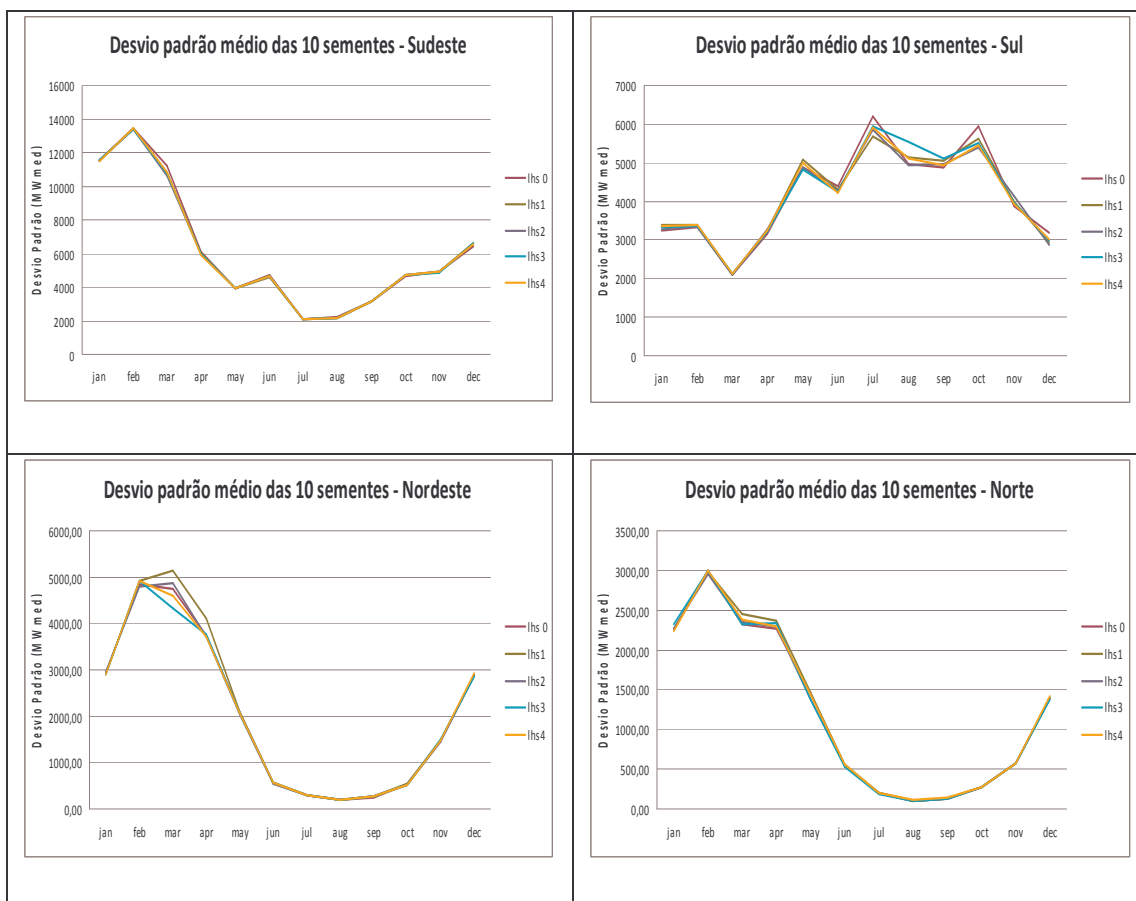 Desvio padrão médio das 10 sementes - Sudeste
Desvio Padrão (MWmed)
16000
14000
12000
10000
8000
6000
4000
2000
0
jan feb mar apr may jun jul aug sep oct nov dec
lhs 0
lhs1
lhs2
lhs3
lhs4
Desvio padrão médio das 10 sementes - Sul
Desvio Padrão (MWmed)
7000
6000
5000
4000
3000
2000
1000
0
jan feb mar apr may jun jul aug sep oct nov dec
lhs 0
lhs1
lhs2
lhs3
lhs4
Desvio padrão médio das 10 sementes - Nordeste
Desvio Padrão (MWmed)
6000,00
5000,00
4000,00
3000,00
2000,00
1000,00
0,00
jan feb mar apr may jun jul aug sep oct nov dec
lhs 0
lhs1
lhs2
lhs3
lhs4
Desvio padrão médio das 10 sementes - Norte
Desvio Padrão (MWmed)
3500,00
3000,00
2500,00
2000,00
1500,00
1000,00
500,00
0,00
jan feb mar apr may jun jul aug sep oct nov dec
lhs 0
lhs1
lhs2
lhs3
lhs4